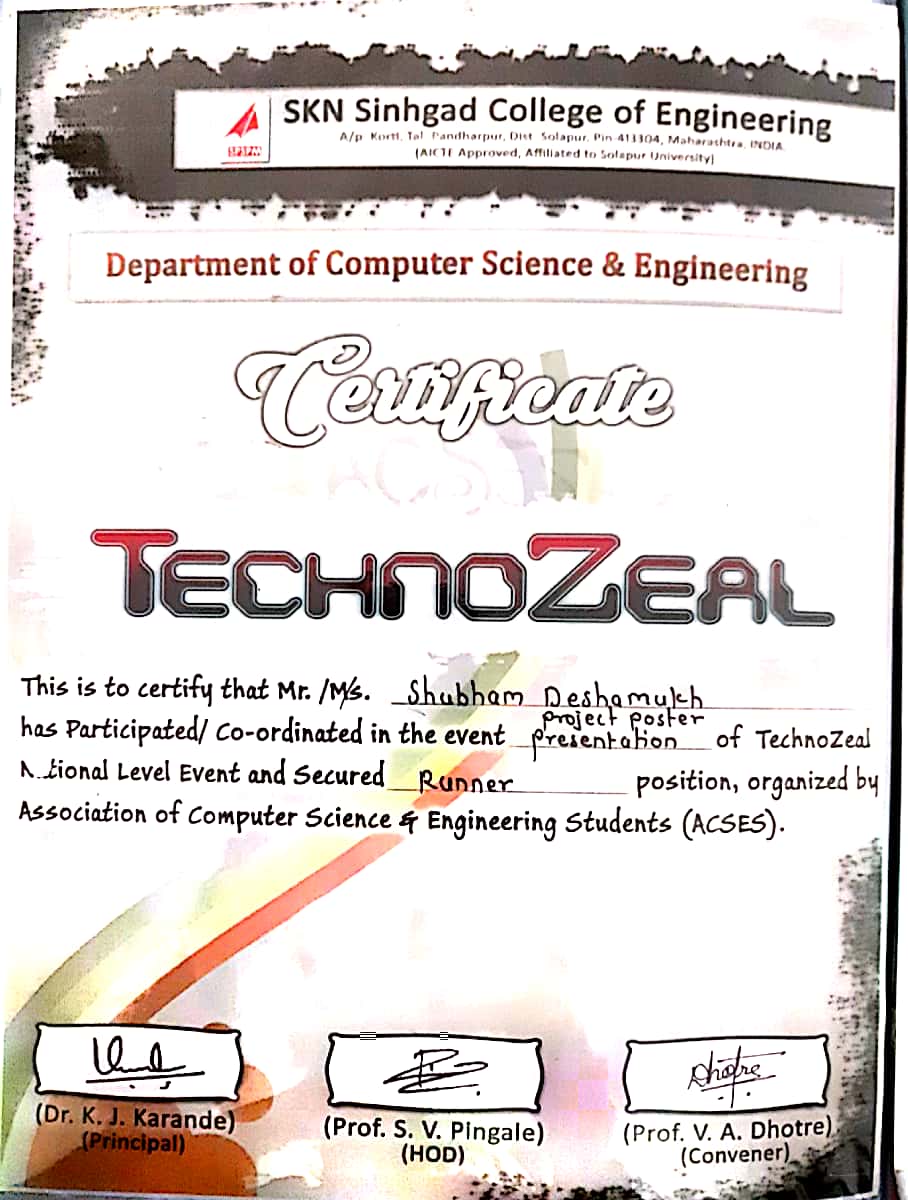 SKN Sinhgad College of Engineering
A/p. Korti, Tal. Pandharpur, Dist. Solapur, Pin-413304, Maharashtra, INDIA.
(AICTE Approved, Affiliated to Solapur University)
SPSPM
Department of Computer Science & Engineering
Certificate
ACS
TECHNOZEAL
This is to certify that Mr. /M/s. Shubham Deshamukh
has Participated/ Co-ordinated in the event project poster presentation of TechnoZeal
National Level Event and Secured Runner position, organized by
Association of Computer Science & Engineering Students (ACSES).
Dhotre
(Dr. K. J. Karande) (Prof. S. V. Pingale) (Prof. V. A. Dhotre)
(Principal) (HOD) (Convener)